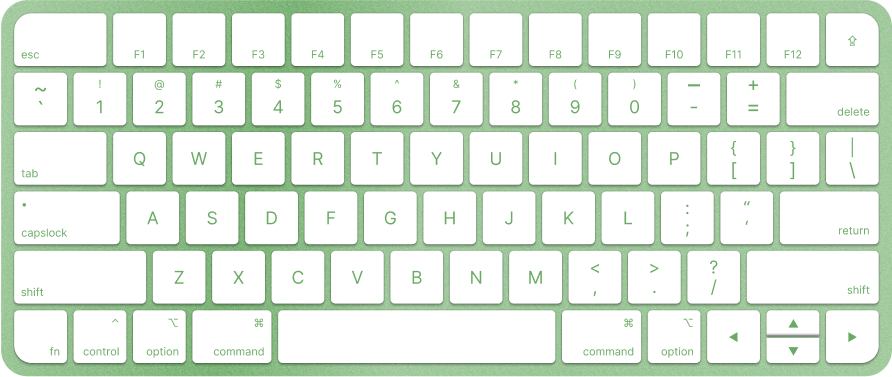 esc F1 F2 F3 F4 F5 F6 F7 F8 F9 F10 F11 F12 ⇪
~ ! @ # $ % ^ & * ( ) — +
` 1 2 3 4 5 6 7 8 9 0 - = delete
tab Q W E R T Y U I O P { [ } ] | \
• capslock A S D F G H J K L : ; “ ‘ return
shift Z X C V B N M < , > . ? / shift
^ ⌥ ⌘ ⌘ ⌥ ▲
fn control option command command option ◀ ▼ ▶